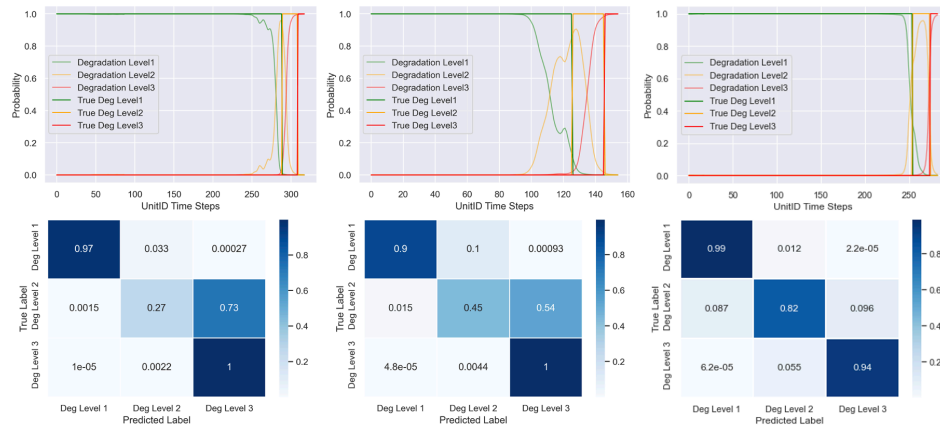 1.0
0.8
0.6
0.4
0.2
0.0
Probability
Degradation Level1
Degradation Level2
Degradation Level3
True Deg Level1
True Deg Level2
True Deg Level3
0 50 100 150 200 250 300
UnitID Time Steps
1.0
0.8
0.6
0.4
0.2
0.0
Probability
Degradation Level1
Degradation Level2
Degradation Level3
True Deg Level1
True Deg Level2
True Deg Level3
0 20 40 60 80 100 120 140 160
UnitID Time Steps
1.0
0.8
0.6
0.4
0.2
0.0
Probability
Degradation Level1
Degradation Level2
Degradation Level3
True Deg Level1
True Deg Level2
True Deg Level3
0 50 100 150 200 250
UnitID Time Steps
True Label
Deg Level 1
Deg Level 2
Deg Level 3
0.97 0.033 0.00027
0.0015 0.27 0.73
1e-05 0.0022 1
Deg Level 1 Deg Level 2 Deg Level 3
Predicted Label
0.8
0.6
0.4
0.2
True Label
Deg Level 1
Deg Level 2
Deg Level 3
0.9 0.1 0.00093
0.015 0.45 0.54
4.8e-05 0.0044 1
Deg Level 1 Deg Level 2 Deg Level 3
Predicted Label
0.8
0.6
0.4
0.2
True Label
Deg Level 1
Deg Level 2
Deg Level 3
0.99 0.012 2.2e-05
0.087 0.82 0.096
6.2e-05 0.055 0.94
Deg Level 1 Deg Level 2 Deg Level 3
Predicted Label
0.8
0.6
0.4
0.2